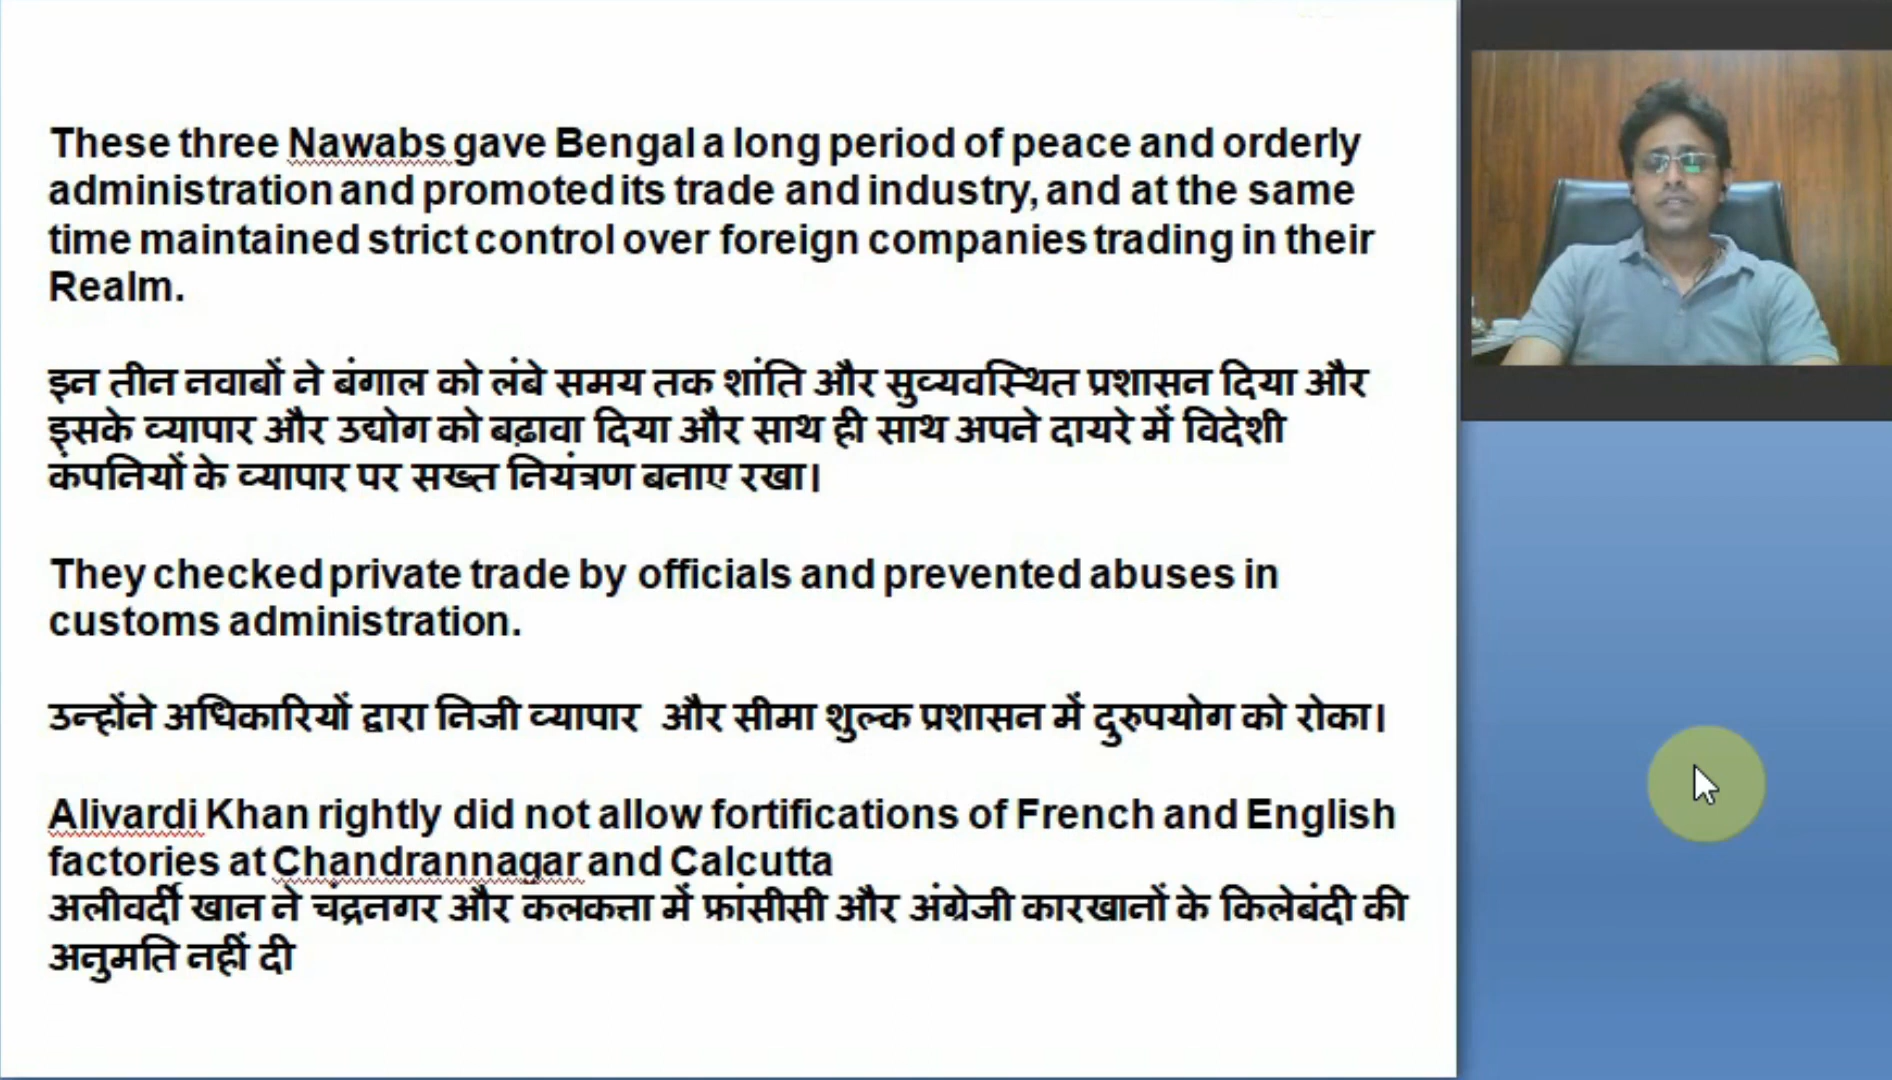 These three Nawabs gave Bengal a long period of peace and orderly
administration and promoted its trade and industry, and at the same
time maintained strict control over foreign companies trading in their
Realm.
इन तीन नवाबों ने बंगाल को लंबे समय तक शांति और सुव्यवस्थित प्रशासन दिया और
इसके व्यापार और उद्योग को बढ़ावा दिया और साथ ही साथ अपने दायरे में विदेशी
कंपनियों के व्यापार पर सख्त नियंत्रण बनाए रखा।
They checked private trade by officials and prevented abuses in
customs administration.
उन्होंने अधिकारियों द्वारा निजी व्यापार और सीमा शुल्क प्रशासन में दुरुपयोग को रोका।
Alivardi Khan rightly did not allow fortifications of French and English
factories at Chandrannagar and Calcutta
अलीवर्दी खान ने चंद्रनगर और कलकत्ता में फ्रांसीसी और अंग्रेजी कारखानों के किलेबंदी की
अनुमति नहीं दी